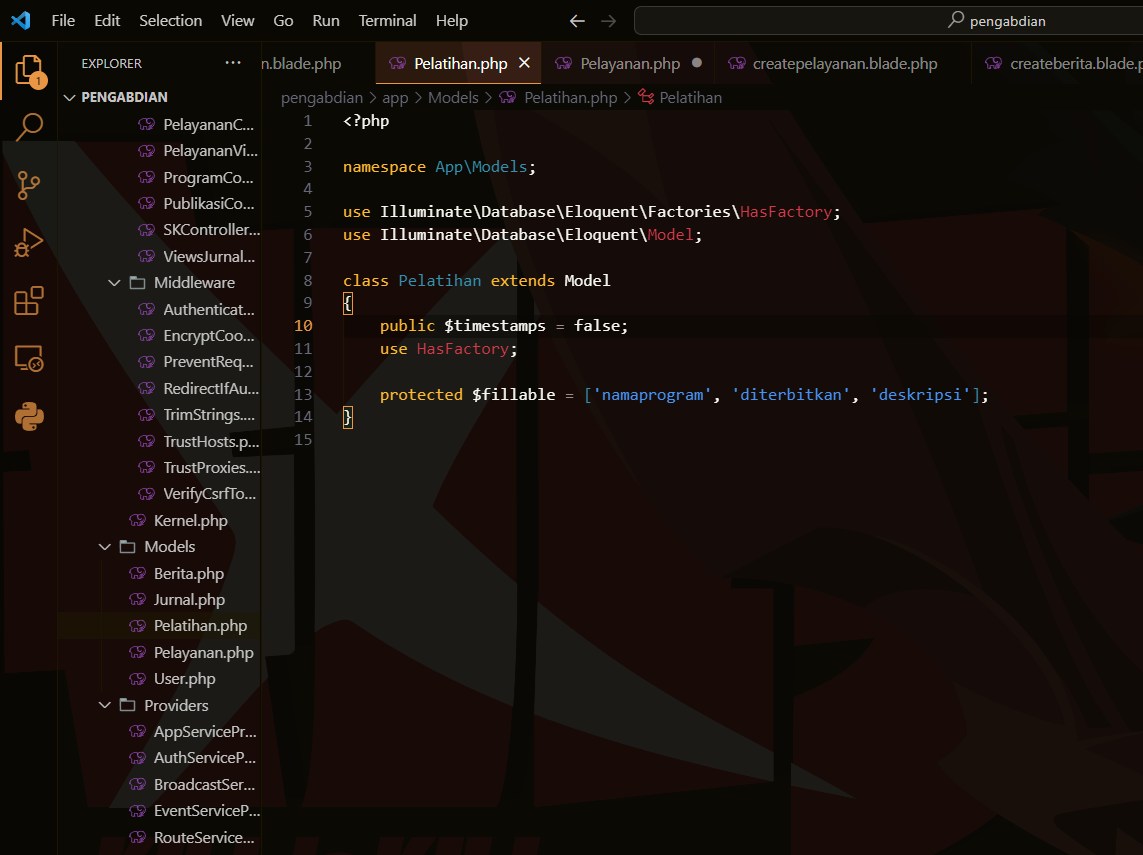 File Edit Selection View Go Run Terminal Help
pengabdian
EXPLORER
n.blade.php
Pelatihan.php
Pelayanan.php
createpelayanan.blade.php
createberita.blade.p
PENGABDIAN
pengabdian > app > Models > Pelatihan.php > Pelatihan
1
PelayananC...
PelayananVi...
ProgramCo...
PublikasiCo...
SKController...
ViewsJurnal...
Middleware
Authenticat...
EncryptCoo...
PreventReq...
RedirectIfAu...
TrimStrings....
TrustHosts.p...
TrustProxies....
VerifyCsrfTo...
Kernel.php
Models
Berita.php
Jurnal.php
Pelatihan.php
Pelayanan.php
User.php
Providers
AppServicePr...
AuthServiceP...
BroadcastSer...
EventServiceP...
RouteService...
1 <?php
2
3 namespace App\Models;
4
5 use Illuminate\Database\Eloquent\Factories\HasFactory;
6 use Illuminate\Database\Eloquent\Model;
7
8 class Pelatihan extends Model
9 {
10 public $timestamps = false;
11 use HasFactory;
12
13 protected $fillable = ['namaprogram', 'diterbitkan', 'deskripsi'];
14 }
15